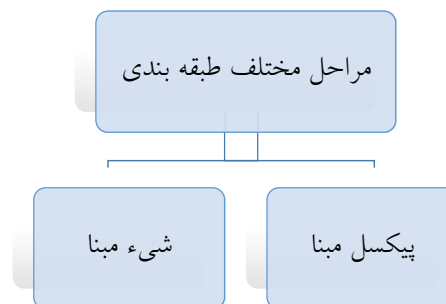 مراحل مختلف طبقه بندی
پیکسل مبنا
شیء مبنا